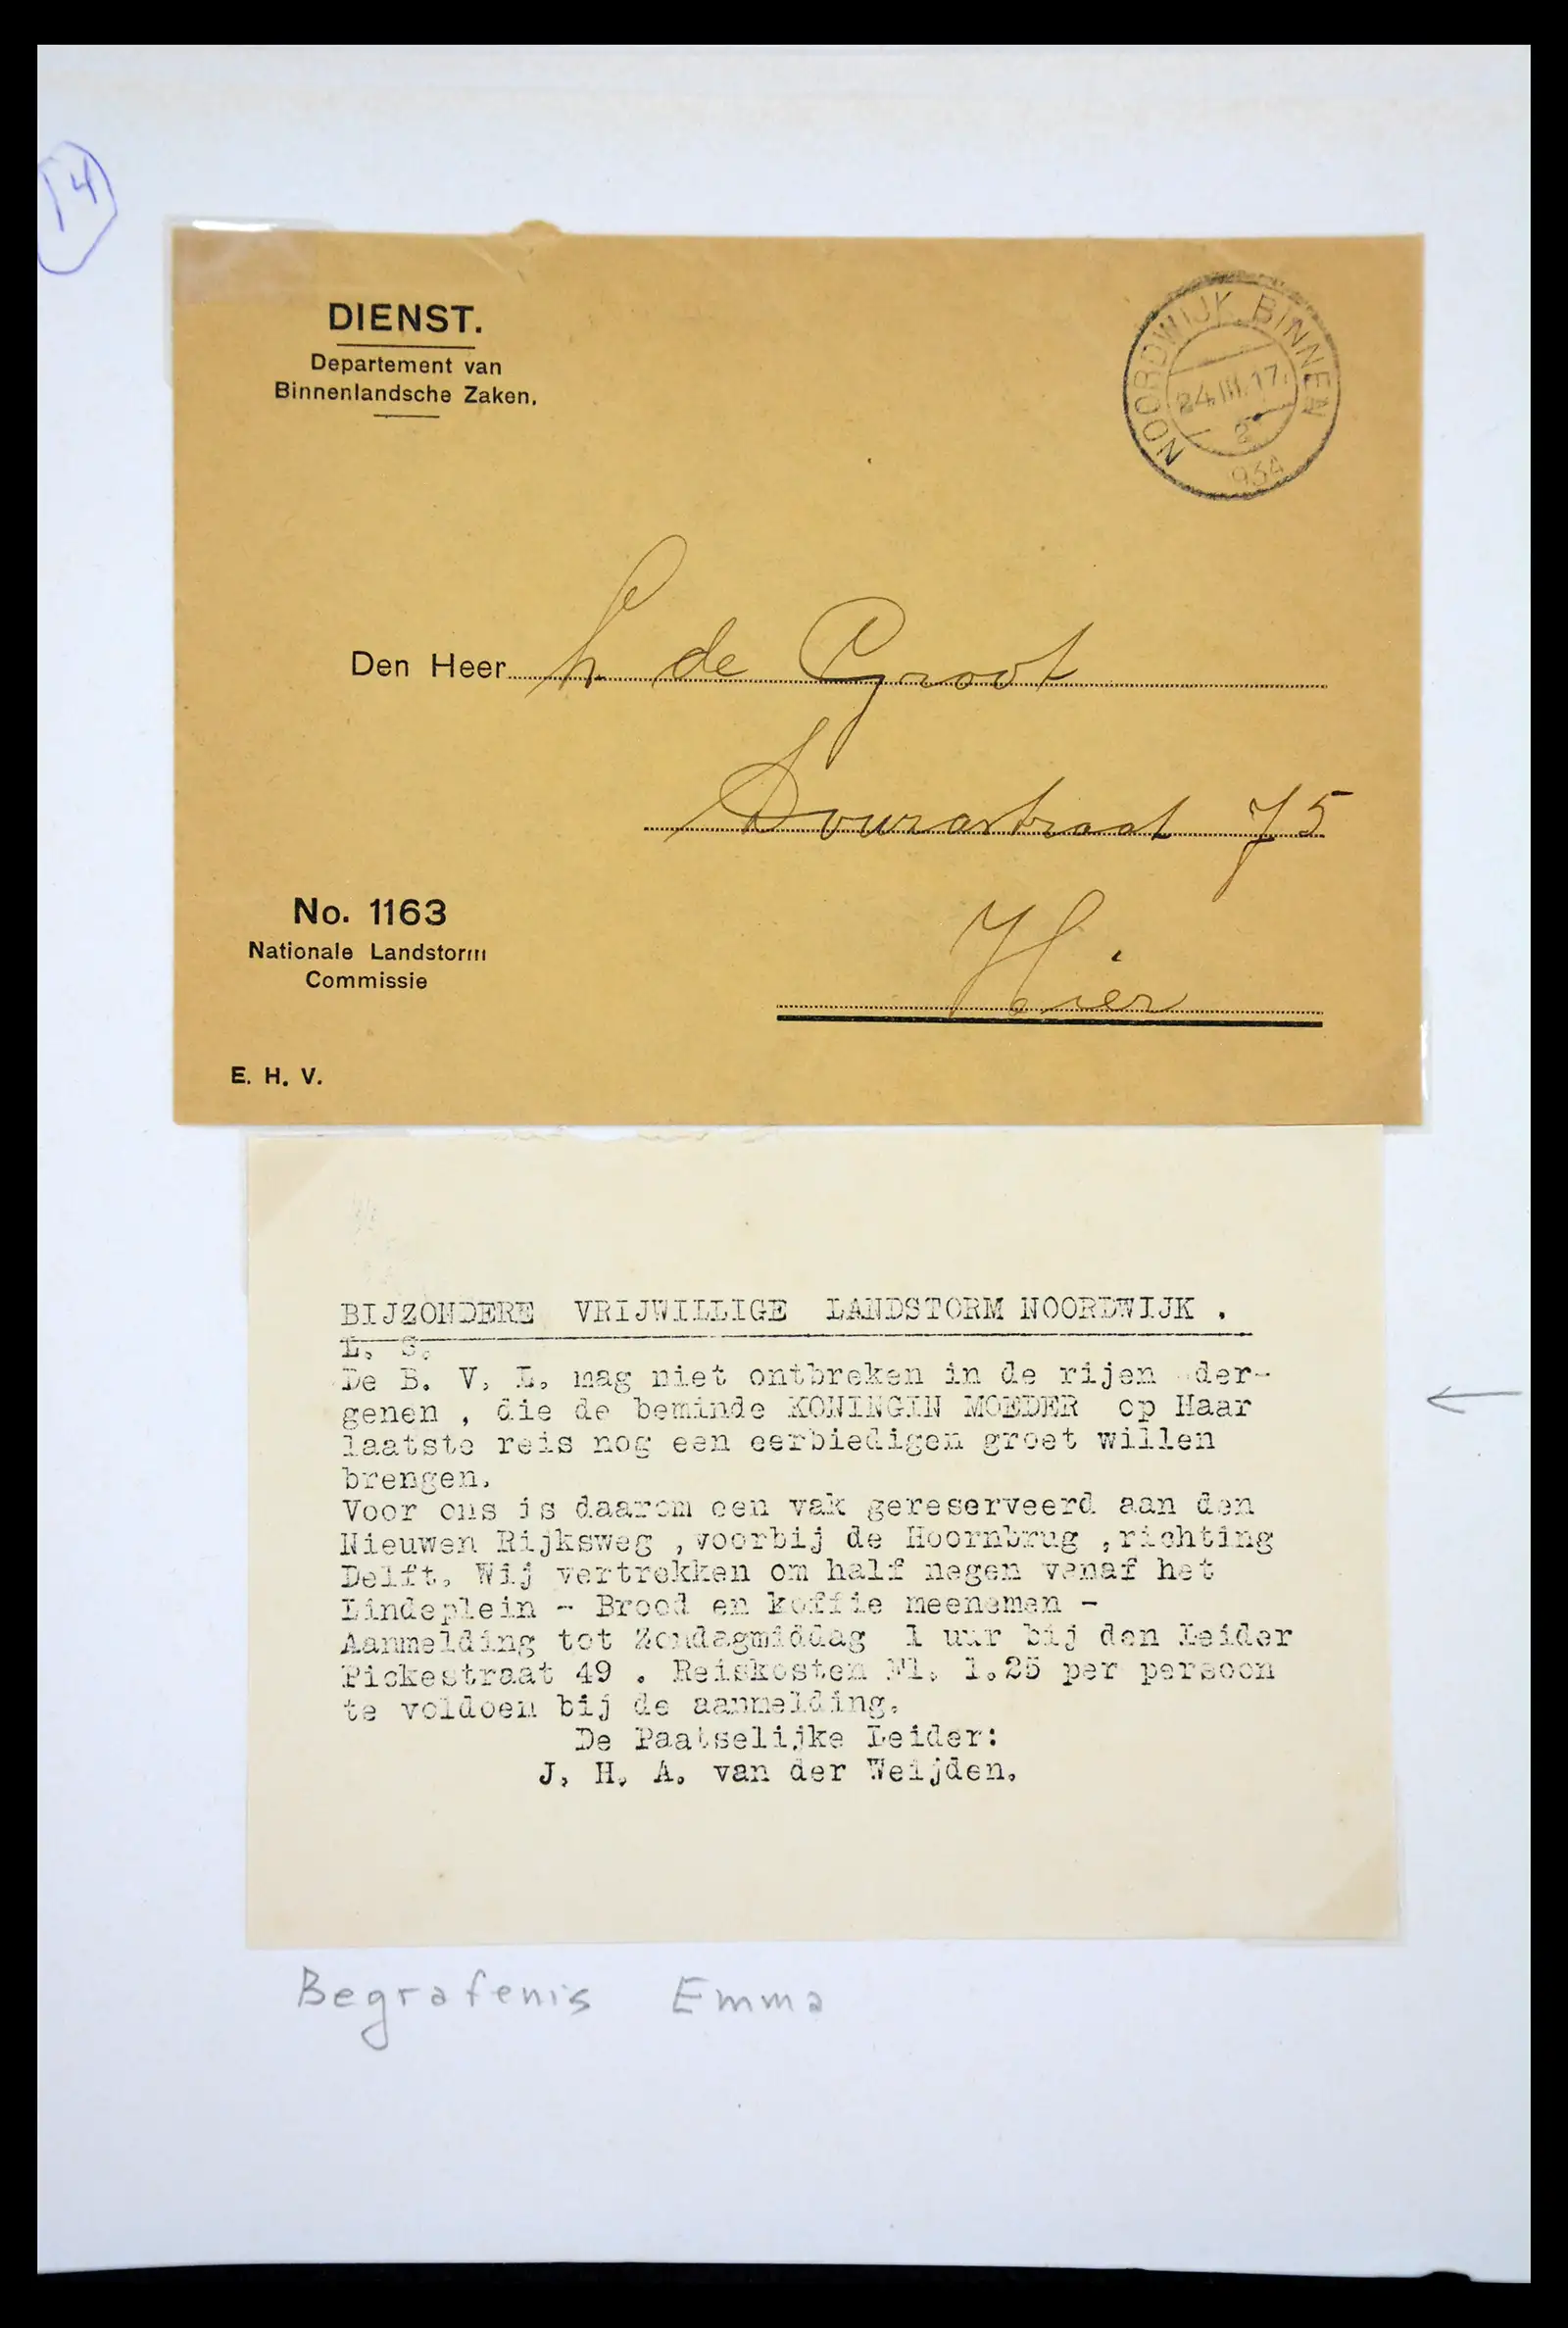 14
DIENST.
Departement van
Binnenlandsche Zaken.
NOORDWIJK BINNEN
24.III.17.
2
934
Den Heer h de Groot
Dourastraat 75
Hier
No. 1163
Nationale Landstorm
Commissie
E. H. V.
BIJZONDERE VRIJWILLIGE LANDSTORM NOORDWIJK .
L. S.
De B. V. L. mag niet ontbreken in de rijen der-
genen , die de beminde KONINGIN MOEDER op Haar
laatste reis nog een eerbiedigen groet willen
brengen.
Voor ons is daarom een vak gereserveerd aan den
Nieuwen Rijksweg ,voorbij de Hoornbrug ,richting
Delft. Wij vertrekken om half negen vanaf het
Lindeplein - Brood en koffie meenemen -
Aanmelding tot Zondagmiddag 1 uur bij den Leider
Pickestraat 49 . Reiskosten Fl. 1.25 per persoon
te voldoen bij de aanmelding.
De Paatselijke Leider:
J. H. A. van der Weijden.
Begrafenis Emma